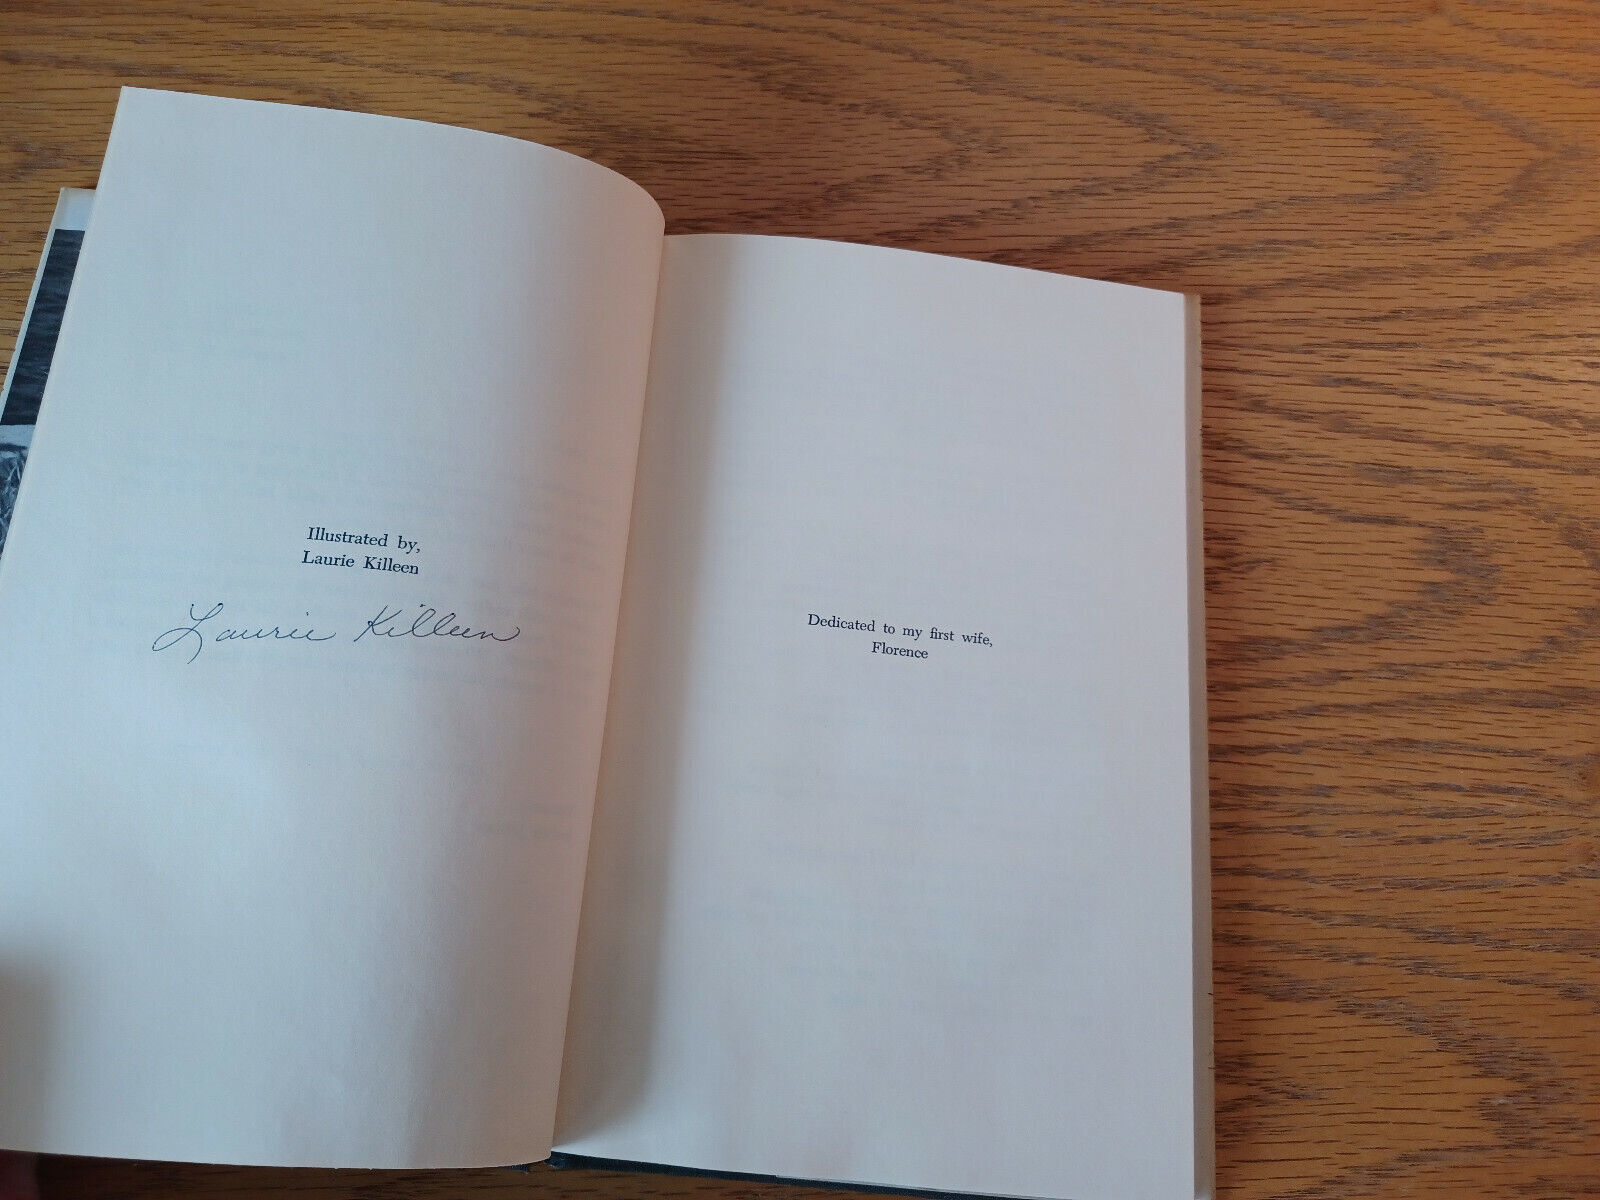 Illustrated by,
Laurie Killeen
Laurie Killeen
Dedicated to my first wife,
Florence